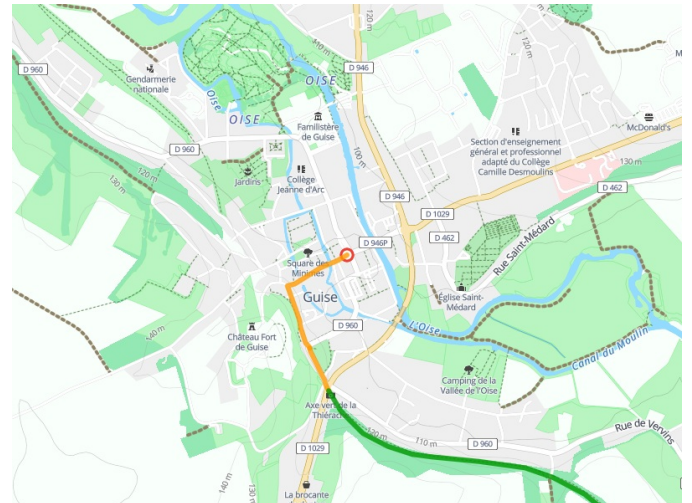 120 m
110 m
D 960
D 946
Gendarmerie
nationale
OISE
Oise
OISE
Familistère
de Guise
100 m
McDonald's
Section d'enseignement
général et professionnel
adapté du Collège
Camille Desmoulins
130 m
D 960
120 m
130 m
Collège
Jeanne d'Arc
Jardins
D 946
D 1029
D 462
D 462
D 946P
Rue Saint-Médard
Square des
Minimes
Guise
Église Saint-
Médard
D 960
L'Oise
140 m
Château Fort
de Guise
Canal du Moulin
Camping de la
Vallée de l'Oise
Axe vert de la
Thiérache
120 m
110 m
D 960
Rue de Vervins
D 1029
140 m
130 m
La brocante